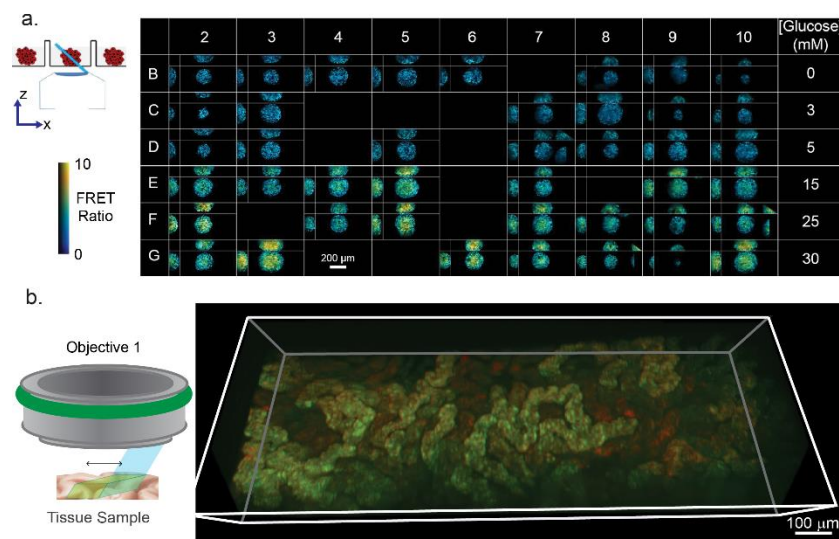 a.
z
x
10
FRET
Ratio
0
2 3 4 5 6 7 8 9 10 [Glucose]
(mM)
B 0
C 3
D 5
E 15
F 25
G 200 μm 30
b.
Objective 1
Tissue Sample
100 μm